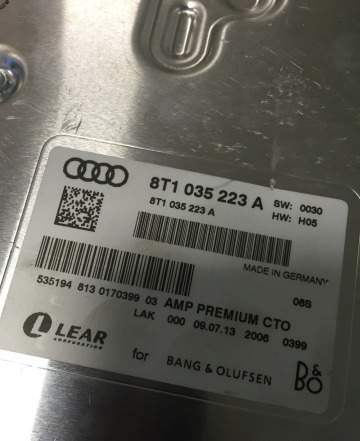 8T1 035 223 A SW: 0030
8T1 035 223 A HW: H05
MADE IN GERMANY
535194 813 0170399 03 AMP PREMIUM CTO 06S
LAK 000 09.07.13 2006 0399
L LEAR
CORPORATION
for BANG & OLUFSEN B&O